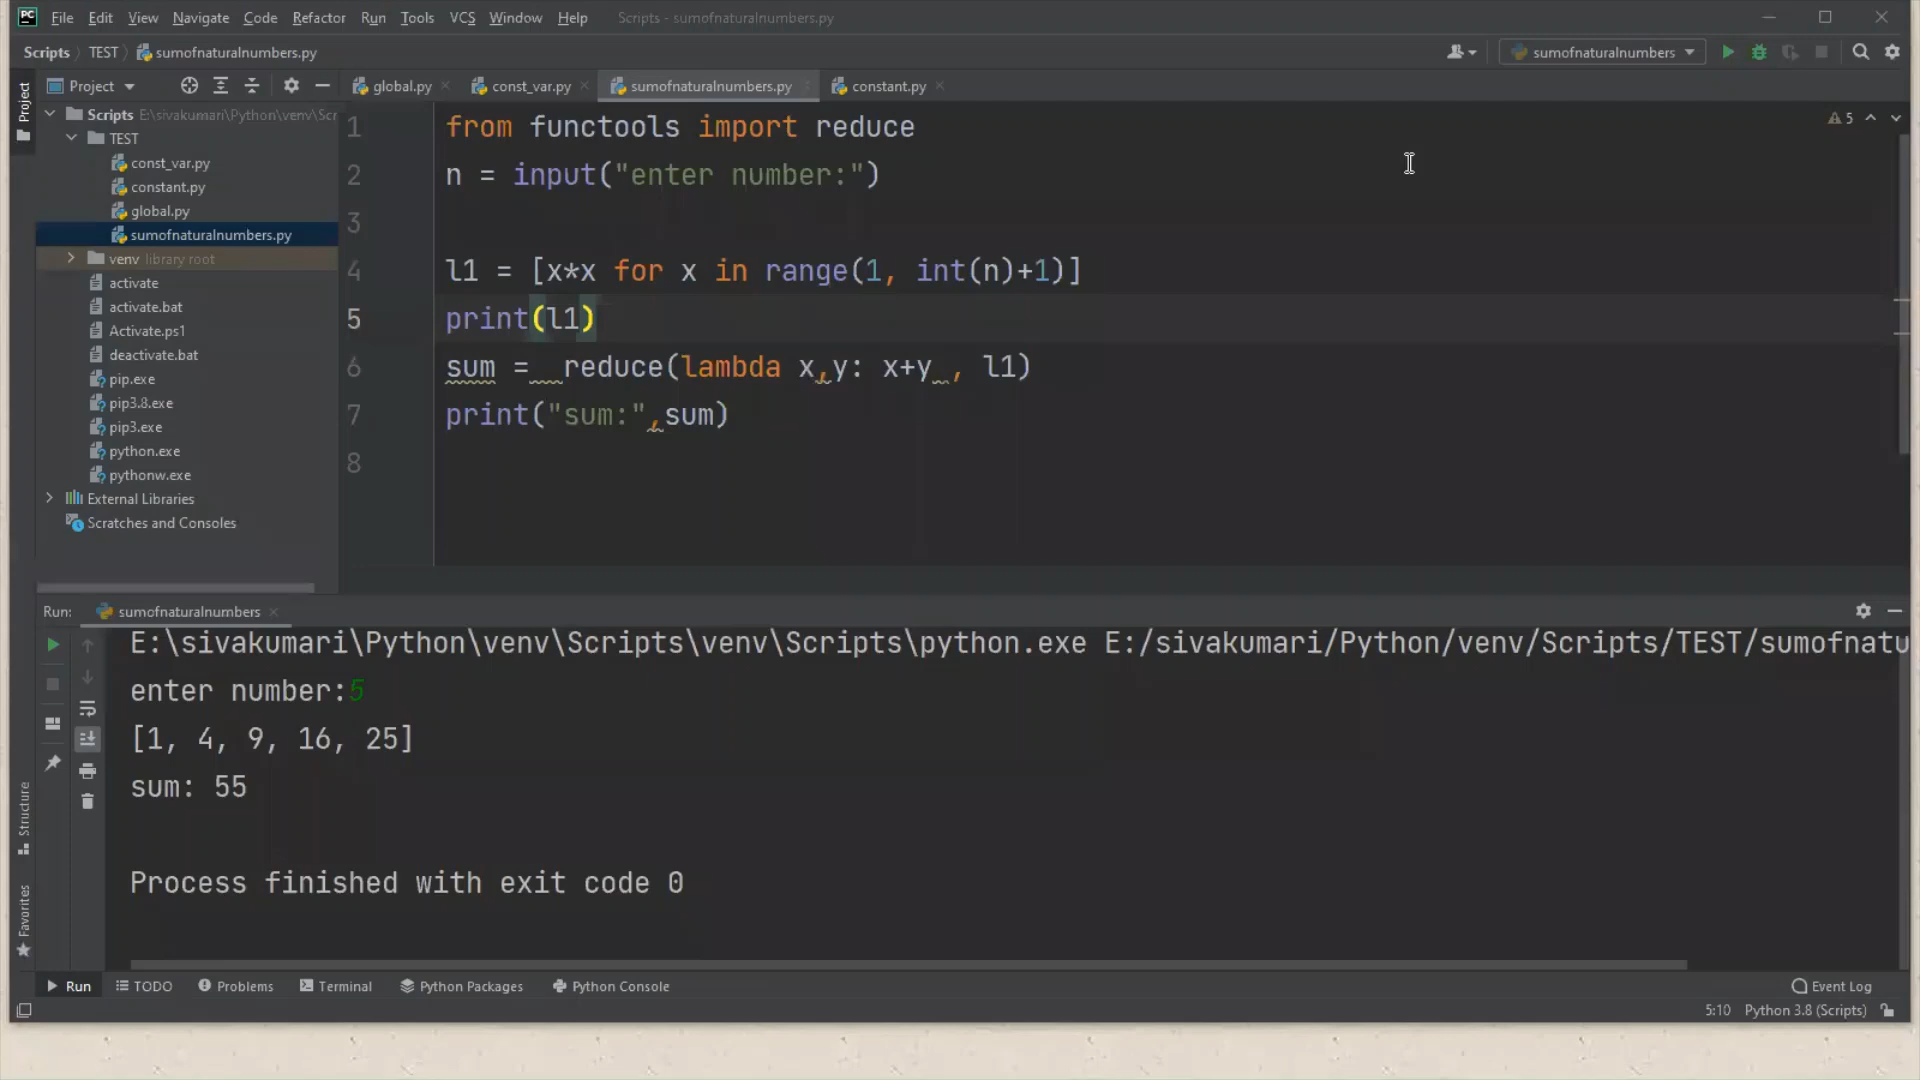 PC File Edit View Navigate Code Refactor Run Tools VCS Window Help Scripts - sumofnaturalnumbers.py
Scripts TEST sumofnaturalnumbers.py sumofnaturalnumbers
Project Project global.py const_var.py sumofnaturalnumbers.py constant.py
Scripts E:\sivakumari\Python\venv\Scr
TEST
const_var.py
constant.py
global.py
sumofnaturalnumbers.py
venv library root
activate
activate.bat
Activate.ps1
deactivate.bat
pip.exe
pip3.8.exe
pip3.exe
python.exe
pythonw.exe
External Libraries
Scratches and Consoles
5
1 from functools import reduce
2 n = input("enter number:")
3
4 l1 = [x*x for x in range(1, int(n)+1)]
5 print(l1)
6 sum =  reduce(lambda x,y: x+y , l1)
7 print("sum:",sum)
8
Run: sumofnaturalnumbers
E:\sivakumari\Python\venv\Scripts\venv\Scripts\python.exe E:/sivakumari/Python/venv/Scripts/TEST/sumofnatu
enter number:5
[1, 4, 9, 16, 25]
sum: 55
Process finished with exit code 0
Structure
Favorites
Run TODO Problems Terminal Python Packages Python Console Event Log
5:10 Python 3.8 (Scripts)